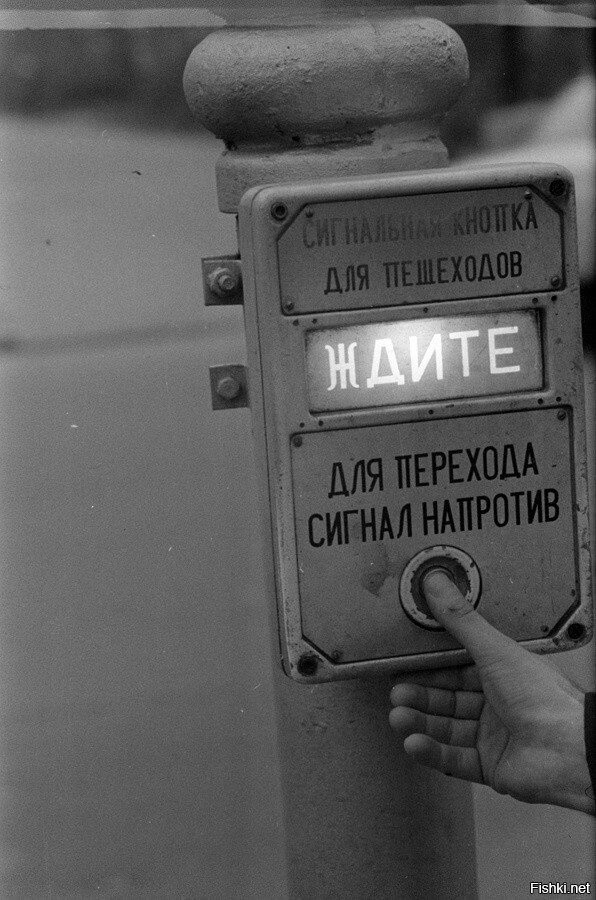 СИГНАЛЬНАЯ КНОПКА
ДЛЯ ПЕШЕХОДОВ
ЖДИТЕ
ДЛЯ ПЕРЕХОДА
СИГНАЛ НАПРОТИВ
Fishki.net